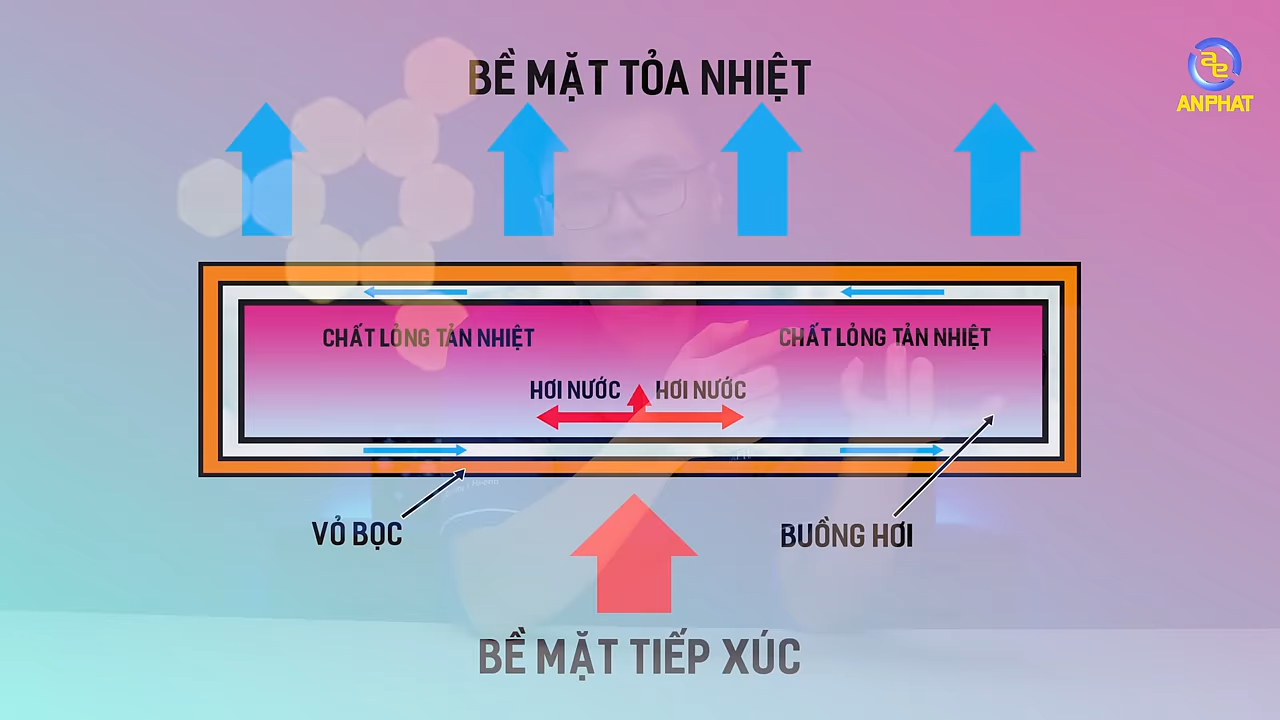 BỀ MẶT TỎA NHIỆT
ae
ANPHAT
CHẤT LỎNG TẢN NHIỆT
CHẤT LỎNG TẢN NHIỆT
HƠI NƯỚC
HƠI NƯỚC
VỎ BỌC
BUỒNG HƠI
BỀ MẶT TIẾP XÚC